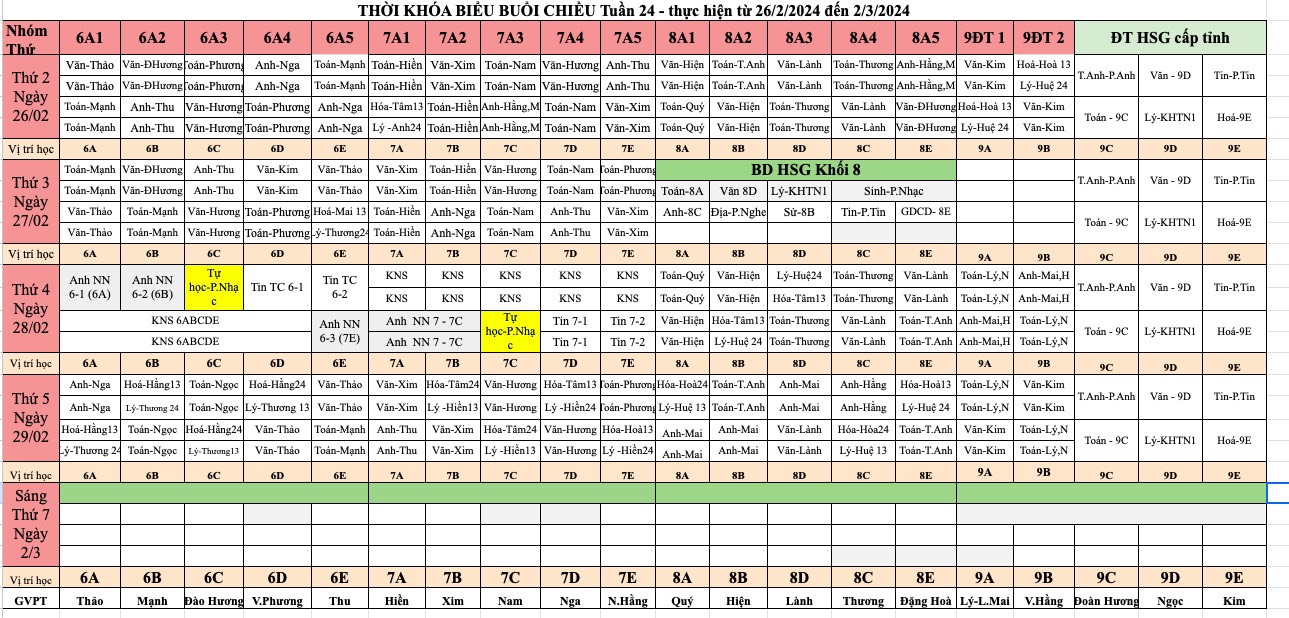 THỜI KHÓA BIỂU BUỔI CHIỀU Tuần 24 - thực hiện từ 26/2/2024 đến 2/3/2024
Nhóm Thứ 6A1 6A2 6A3 6A4 6A5 7A1 7A2 7A3 7A4 7A5 8A1 8A2 8A3 8A4 8A5 9ĐT 1 9ĐT 2 ĐT HSG cấp tỉnh
Thứ 2 Ngày 26/02
Văn-Thảo Văn-ĐHương Toán-Phương Anh-Nga Toán-Mạnh Toán-Hiền Văn-Xim Toán-Nam Văn-Hương Anh-Thu Văn-Hiện Toán-T.Anh Văn-Lành Toán-Thương Anh-Hằng,M Văn-Kim Hoá-Hoà 13 T.Anh-P.Anh Văn - 9D Tin-P.Tin
Văn-Thảo Văn-ĐHương Toán-Phương Anh-Nga Toán-Mạnh Toán-Hiền Văn-Xim Toán-Nam Văn-Hương Anh-Thu Văn-Hiện Toán-T.Anh Văn-Lành Toán-Thương Anh-Hằng,M Văn-Kim Lý-Huệ 24
Toán-Mạnh Anh-Thu Văn-Hương Toán-Phương Anh-Nga Hóa-Tâm13 Toán-Hiền Anh-Hằng,M Toán-Nam Văn-Xim Toán-Quý Văn-Hiện Toán-Thương Văn-Lành Văn-ĐHương Hoá-Hoà 13 Văn-Kim Toán - 9C Lý-KHTN1 Hoá-9E
Toán-Mạnh Anh-Thu Văn-Hương Toán-Phương Anh-Nga Lý -Anh24 Toán-Hiền Anh-Hằng,M Toán-Nam Văn-Xim Toán-Quý Văn-Hiện Toán-Thương Văn-Lành Văn-ĐHương Lý-Huệ 24 Văn-Kim
Vị trí học 6A 6B 6C 6D 6E 7A 7B 7C 7D 7E 8A 8B 8D 8C 8E 9A 9B 9C 9D 9E
Thứ 3 Ngày 27/02
Toán-Mạnh Văn-ĐHương Anh-Thu Văn-Kim Văn-Thảo Văn-Xim Toán-Hiền Văn-Hương Toán-Nam Toán-Phương BD HSG Khối 8 T.Anh-P.Anh Văn - 9D Tin-P.Tin
Toán-Mạnh Văn-ĐHương Anh-Thu Văn-Kim Văn-Thảo Văn-Xim Toán-Hiền Văn-Hương Toán-Nam Toán-Phương Toán-8A Văn 8D Lý-KHTN1 Sinh-P.Nhạc
Văn-Thảo Toán-Mạnh Văn-Hương Toán-Phương Hoá-Mai 13 Toán-Hiền Anh-Nga Toán-Nam Anh-Thu Văn-Xim Anh-8C Địa-P.Nghe Sử-8B Tin-P.Tin GDCD- 8E Toán - 9C Lý-KHTN1 Hoá-9E
Văn-Thảo Toán-Mạnh Văn-Hương Toán-Phương Lý-Thương24 Toán-Hiền Anh-Nga Toán-Nam Anh-Thu Văn-Xim
Vị trí học 6A 6B 6C 6D 6E 7A 7B 7C 7D 7E 8A 8B 8D 8C 8E 9A 9B 9C 9D 9E
Thứ 4 Ngày 28/02
Anh NN 6-1 (6A) Anh NN 6-2 (6B) Tự học-P.Nhạc Tin TC 6-1 Tin TC 6-2 KNS KNS KNS KNS KNS Toán-Quý Văn-Hiện Lý-Huệ24 Toán-Thương Văn-Lành Toán-Lý,N Anh-Mai,H T.Anh-P.Anh Văn - 9D Tin-P.Tin
KNS KNS KNS KNS KNS Toán-Quý Văn-Hiện Hóa-Tâm13 Toán-Thương Văn-Lành Toán-Lý,N Anh-Mai,H
KNS 6ABCDE Anh NN 6-3 (7E) Anh NN 7 - 7C Tự học-P.Nhạc Tin 7-1 Tin 7-2 Văn-Hiện Hóa-Tâm13 Toán-Thương Văn-Lành Toán-T.Anh Anh-Mai,H Toán-Lý,N Toán - 9C Lý-KHTN1 Hoá-9E
KNS 6ABCDE Anh NN 7 - 7C Tin 7-1 Tin 7-2 Văn-Hiện Lý-Huệ 24 Toán-Thương Văn-Lành Toán-T.Anh Anh-Mai,H Toán-Lý,N
Vị trí học 6A 6B 6C 6D 6E 7A 7B 7C 7D 7E 8A 8B 8D 8C 8E 9A 9B 9C 9D 9E
Thứ 5 Ngày 29/02
Anh-Nga Hoá-Hằng13 Toán-Ngọc Hoá-Hằng24 Văn-Thảo Văn-Xim Hóa-Tâm24 Văn-Hương Hóa-Tâm13 Toán-Phương Hóa-Hoà24 Toán-T.Anh Anh-Mai Anh-Hằng Hóa-Hoà13 Toán-Lý,N Văn-Kim T.Anh-P.Anh Văn - 9D Tin-P.Tin
Anh-Nga Lý-Thương 24 Toán-Ngọc Lý-Thương 13 Văn-Thảo Văn-Xim Lý -Hiền13 Văn-Hương Lý -Hiền24 Toán-Phương Lý-Huệ 13 Toán-T.Anh Anh-Mai Anh-Hằng Lý-Huệ 24 Toán-Lý,N Văn-Kim
Hoá-Hằng13 Toán-Ngọc Hoá-Hằng24 Văn-Thảo Toán-Mạnh Anh-Thu Văn-Xim Hóa-Tâm24 Văn-Hương Hóa-Hoà13 Anh-Mai Anh-Mai Văn-Lành Hóa-Hòa24 Toán-T.Anh Văn-Kim Toán-Lý,N Toán - 9C Lý-KHTN1 Hoá-9E
Lý-Thương 24 Toán-Ngọc Lý-Thương13 Văn-Thảo Toán-Mạnh Anh-Thu Văn-Xim Lý -Hiền13 Văn-Hương Lý -Hiền24 Anh-Mai Anh-Mai Văn-Lành Lý-Huệ 13 Toán-T.Anh Văn-Kim Toán-Lý,N
Vị trí học 6A 6B 6C 6D 6E 7A 7B 7C 7D 7E 8A 8B 8D 8C 8E 9A 9B 9C 9D 9E
Sáng Thứ 7 Ngày 2/3
Vị trí học 6A 6B 6C 6D 6E 7A 7B 7C 7D 7E 8A 8B 8D 8C 8E 9A 9B 9C 9D 9E
GVPT Thảo Mạnh Đào Hương V.Phương Thu Hiền Xim Nam Nga N.Hằng Quý Hiện Lành Thương Đặng Hoà Lý-L.Mai V.Hằng Đoàn Hương Ngọc Kim